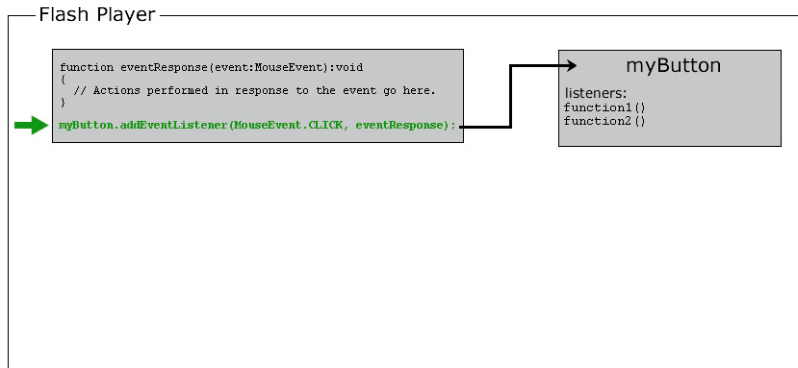 Flash Player
function eventResponse(event:MouseEvent):void
{
// Actions performed in response to the event go here.
}
myButton.addEventListener(MouseEvent.CLICK, eventResponse);
myButton
listeners:
function1()
function2()